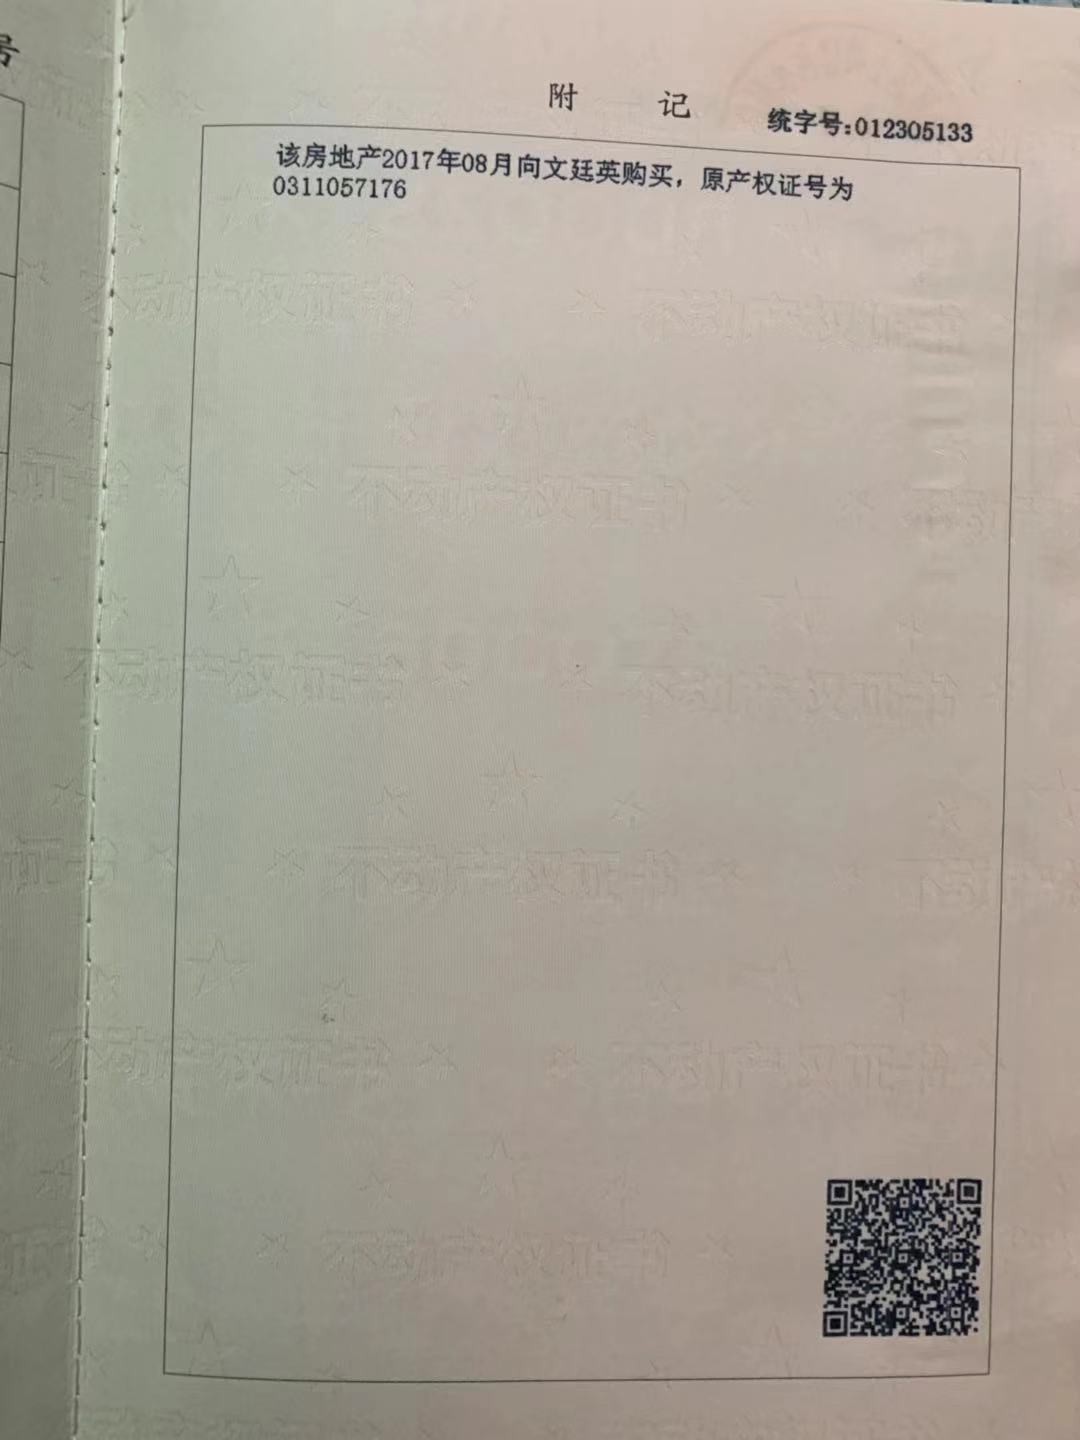 号
附 记
统字号:012305133
该房地产2017年08月向文廷英购买，原产权证号为
0311057176